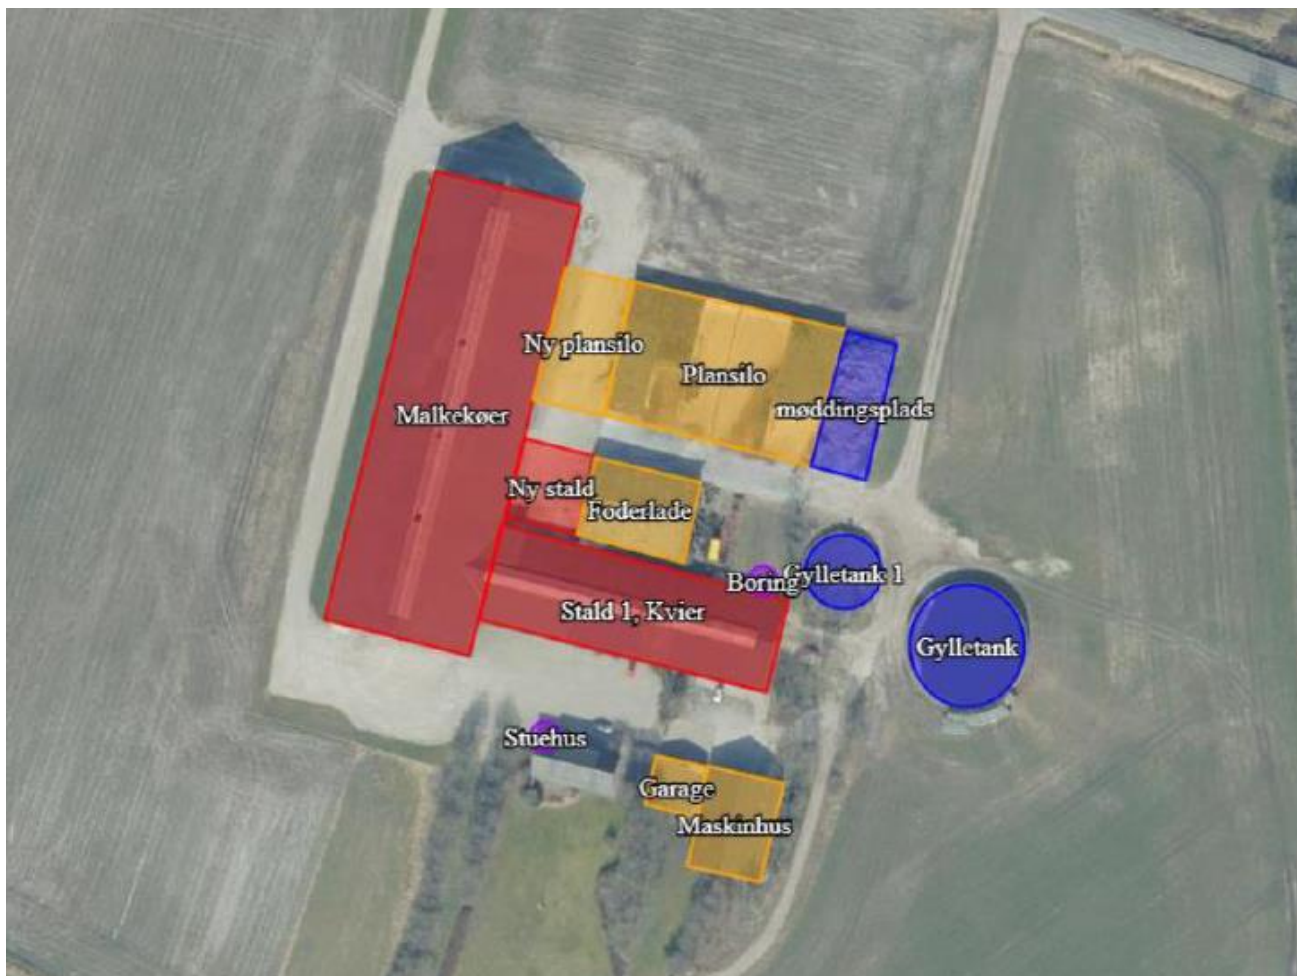 Ny plansilo
Plansilo
møddingsplads
Malkekøer
Ny stald
Foderlade
Boring
Gylletank 1
Stald 1, Kvier
Gylletank
Stuehus
Garage
Maskinhus